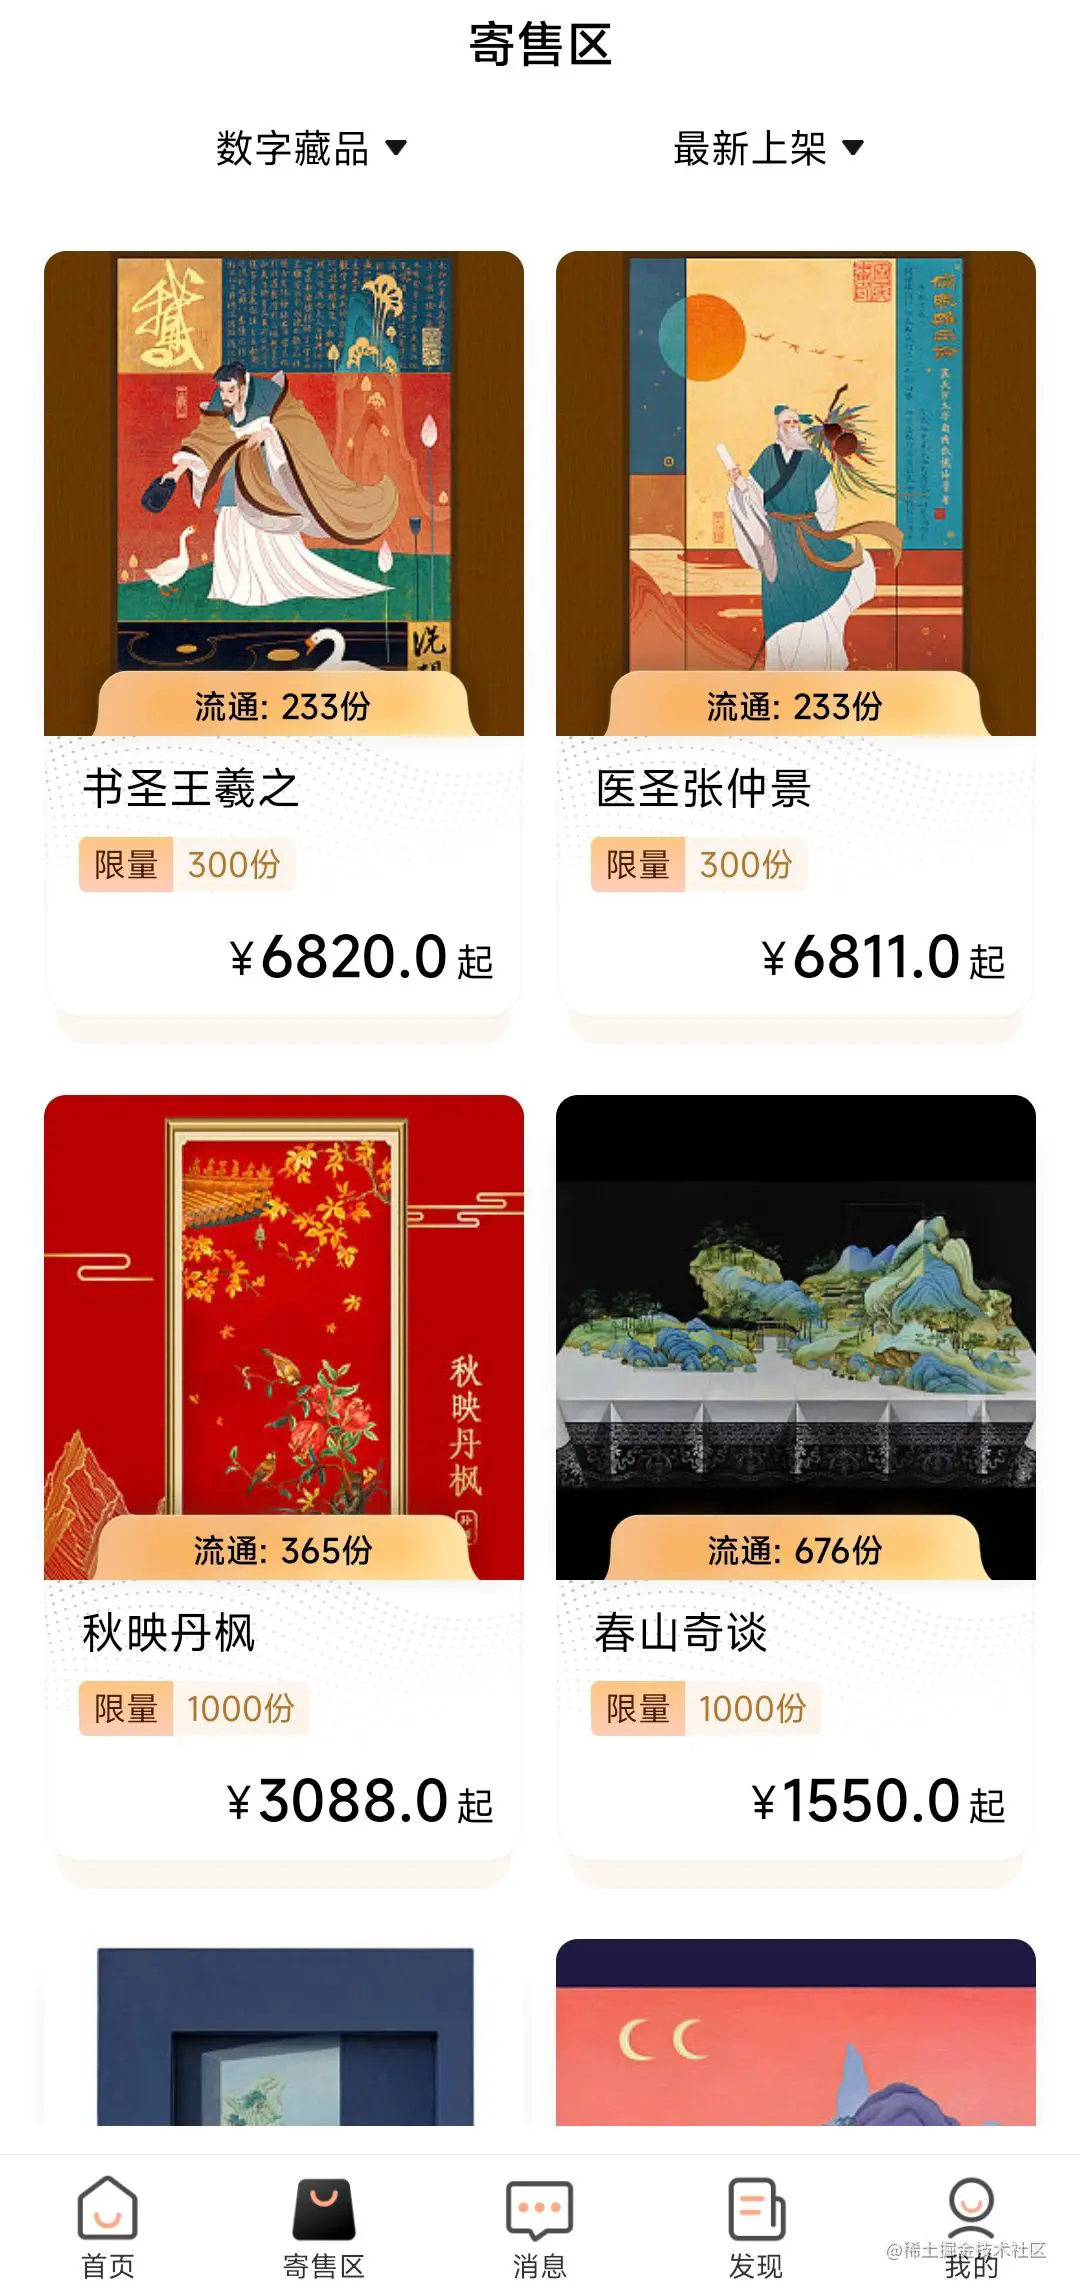 寄售区
数字藏品
最新上架
鹅
流通: 233份
流通: 233份
书圣王羲之
医圣张仲景
限量 300份
限量 300份
¥6820.0起
¥6811.0起
秋映丹枫
流通: 365份
流通: 676份
秋映丹枫
春山奇谈
限量 1000份
限量 1000份
¥3088.0起
¥1550.0起
首页
寄售区
消息
发现
我的
@稀土掘金技术社区